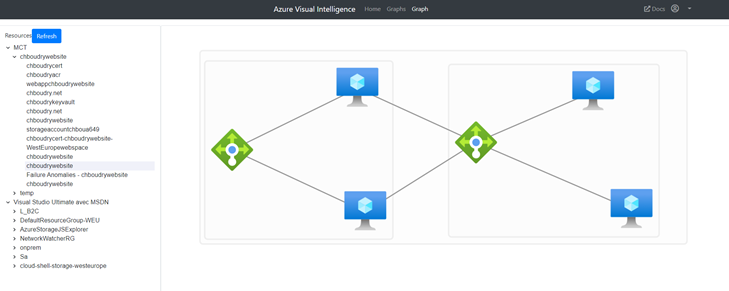 Azure Visual Intelligence Home Graphs Graph Docs
Resources Refresh
MCT
chboudrywebsite
chboudrycert
chboudryacr
webappchboudrywebsite
chboudry.net
chboudrykeyvault
chboudry.net
chboudrywebsite
storageaccountchboua649
chboudrycert-chboudrywebsite-
WestEuropewebspace
chboudrywebsite
chboudrywebsite
Failure Anomalies - chboudrywebsite
chboudrywebsite
temp
Visual Studio Ultimate avec MSDN
L_B2C
DefaultResourceGroup-WEU
AzureStorageJSExplorer
NetworkWatcherRG
onprem
Sa
cloud-shell-storage-westeurope